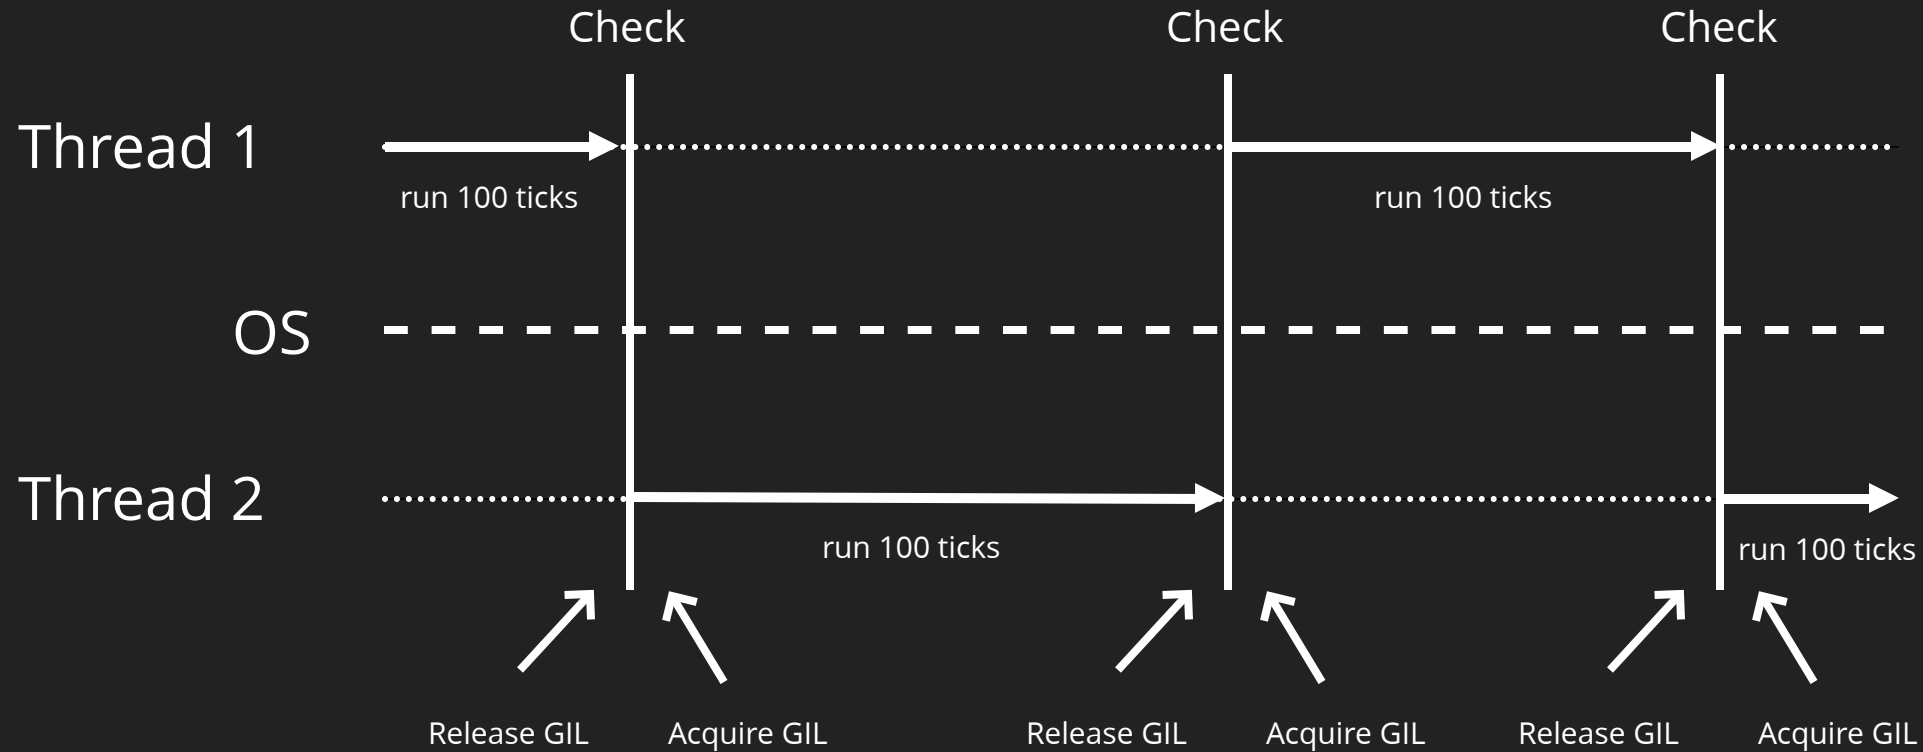 Check
Check
Check
Thread 1
run 100 ticks
run 100 ticks
OS
Thread 2
run 100 ticks
run 100 ticks
Release GIL
Acquire GIL
Release GIL
Acquire GIL
Release GIL
Acquire GIL